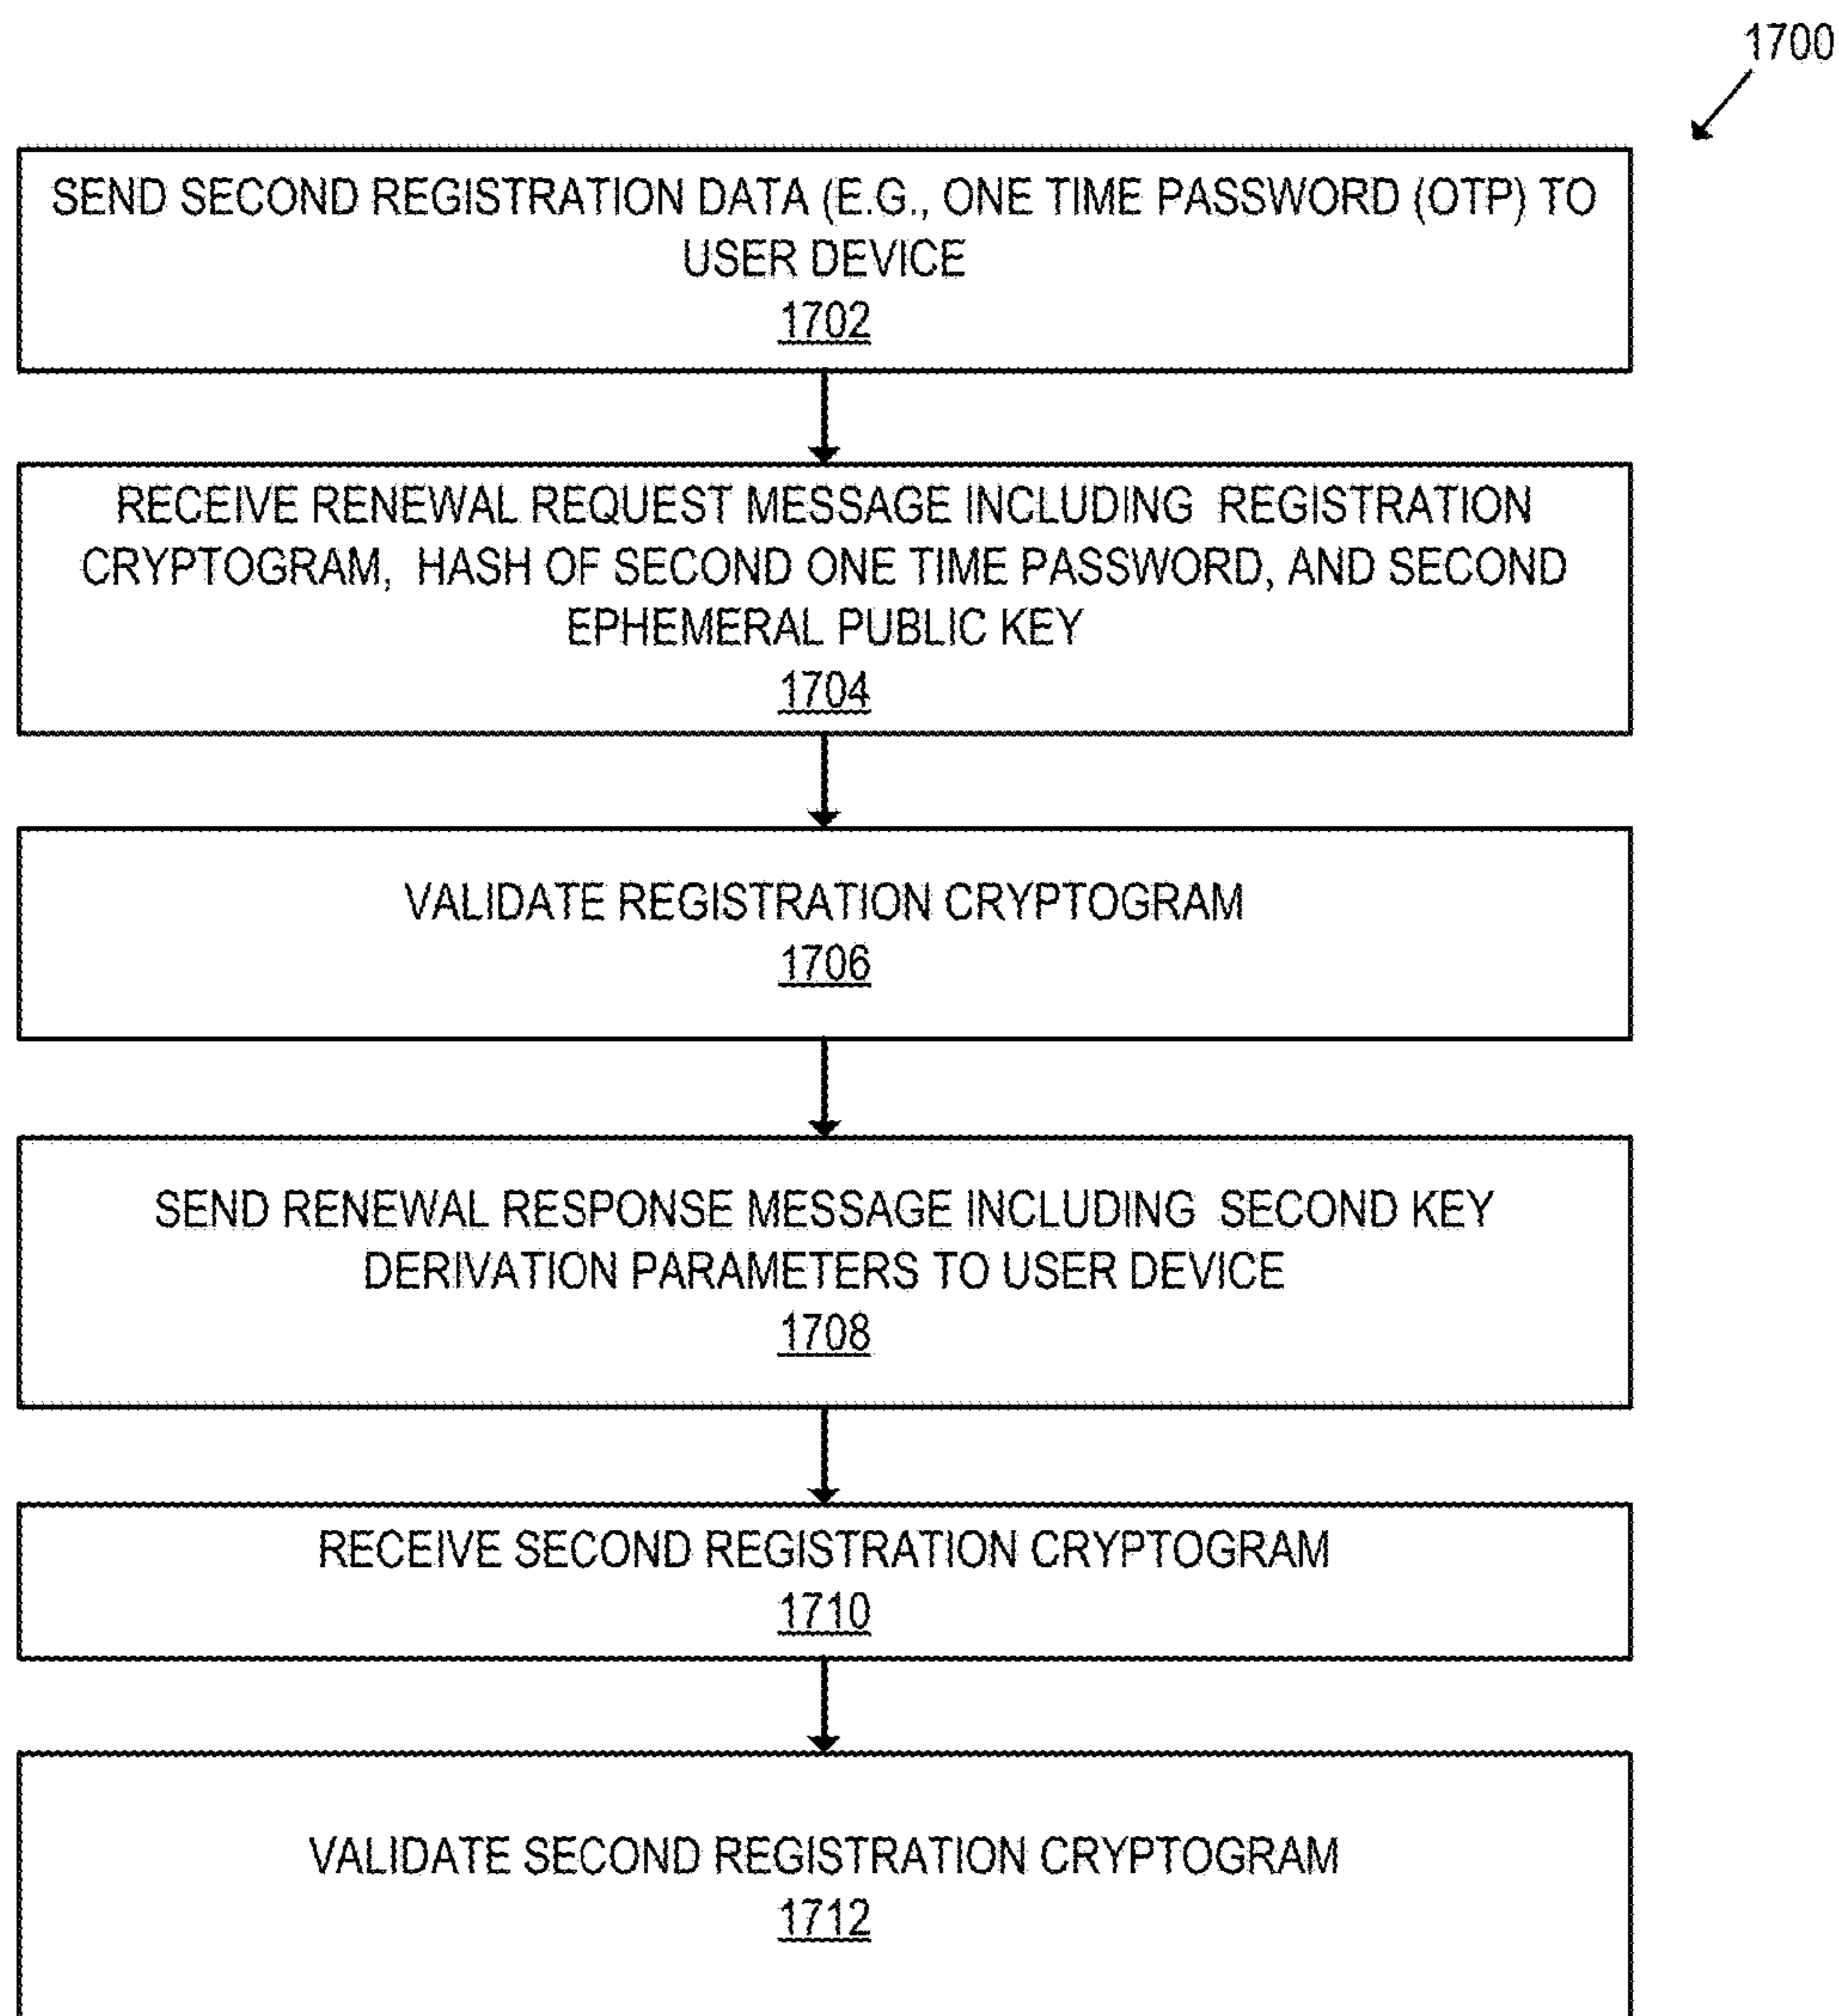 1700
SEND SECOND REGISTRATION DATA (E.G., ONE TIME PASSWORD (OTP) TO
USER DEVICE
1702
RECEIVE RENEWAL REQUEST MESSAGE INCLUDING REGISTRATION
CRYPTOGRAM, HASH OF SECOND ONE TIME PASSWORD, AND SECOND
EPHEMERAL PUBLIC KEY
1704
VALIDATE REGISTRATION CRYPTOGRAM
1706
SEND RENEWAL RESPONSE MESSAGE INCLUDING SECOND KEY
DERIVATION PARAMETERS TO USER DEVICE
1708
RECEIVE SECOND REGISTRATION CRYPTOGRAM
1710
VALIDATE SECOND REGISTRATION CRYPTOGRAM
1712